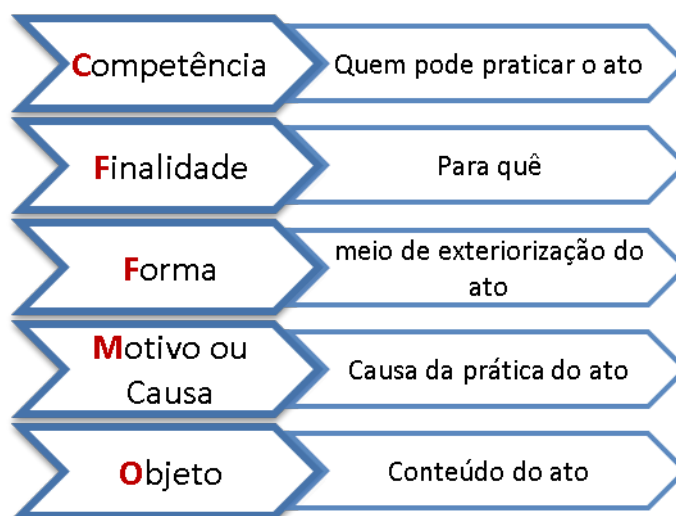 Competência
Quem pode praticar o ato
Finalidade
Para quê
Forma
meio de exteriorização do
ato
Motivo ou
Causa
Causa da prática do ato
Objeto
Conteúdo do ato